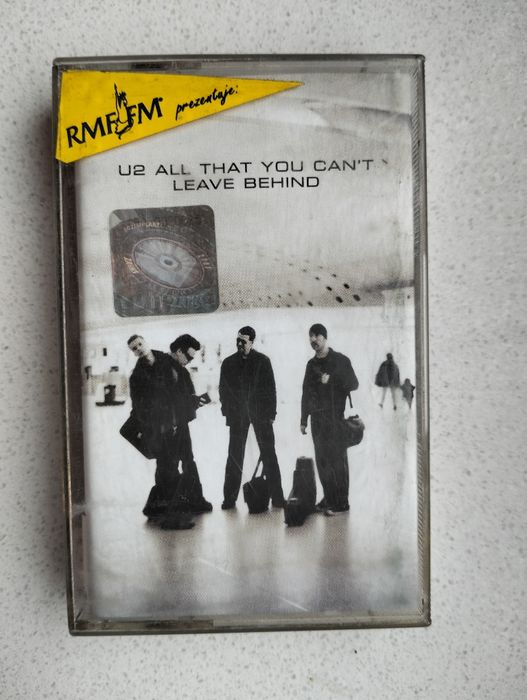 RMF FM prezentuje:
U2 ALL THAT YOU CAN'T
LEAVE BEHIND